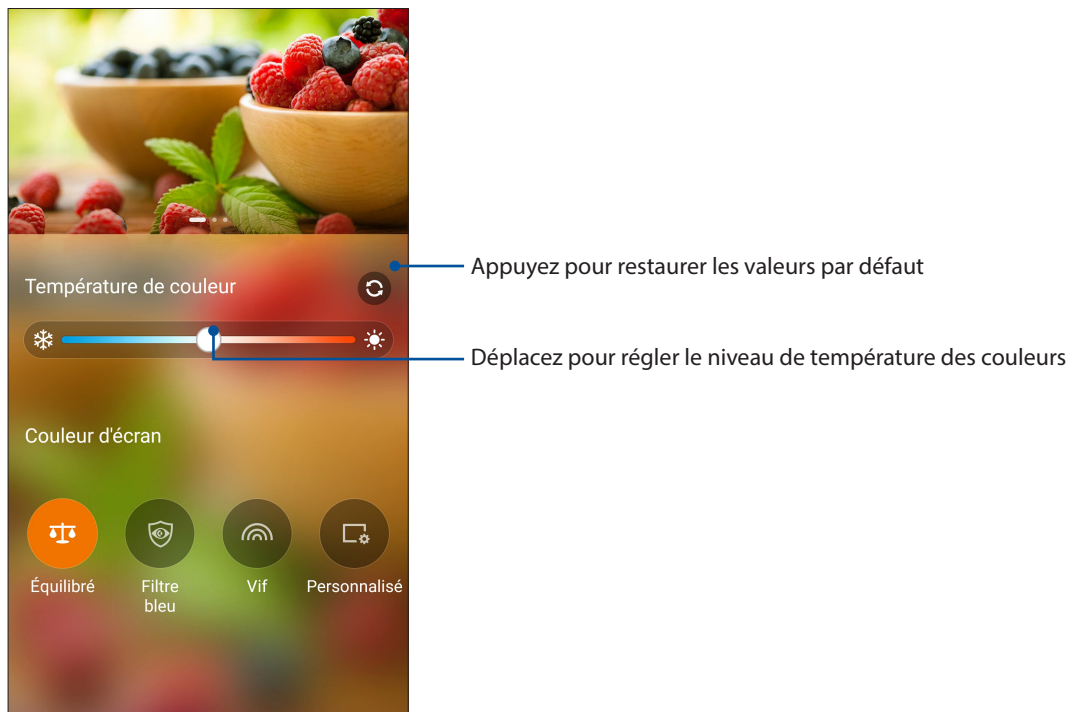 Température de couleur
Appuyez pour restaurer les valeurs par défaut
Déplacez pour régler le niveau de température des couleurs
Couleur d'écran
Équilibré
Filtre
bleu
Vif
Personnalisé